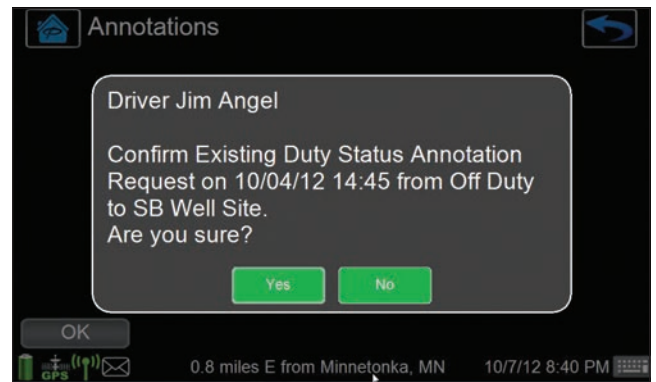 Annotations
Driver Jim Angel
Confirm Existing Duty Status Annotation
Request on 10/04/12 14:45 from Off Duty
to SB Well Site.
Are you sure?
Yes
No
OK
GPS
0.8 miles E from Minnetonka, MN
10/7/12 8:40 PM